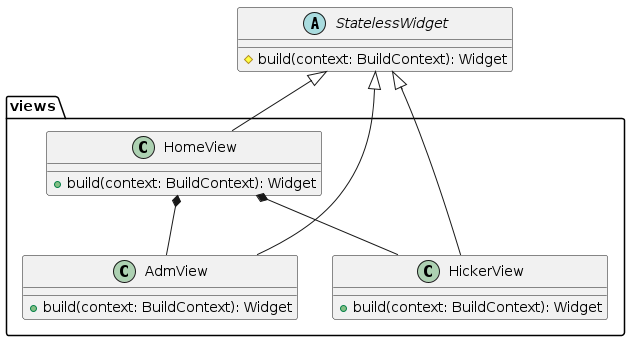 A StatelessWidget
build(context: BuildContext): Widget
views
C HomeView
build(context: BuildContext): Widget
C AdmView
build(context: BuildContext): Widget
C HickerView
build(context: BuildContext): Widget